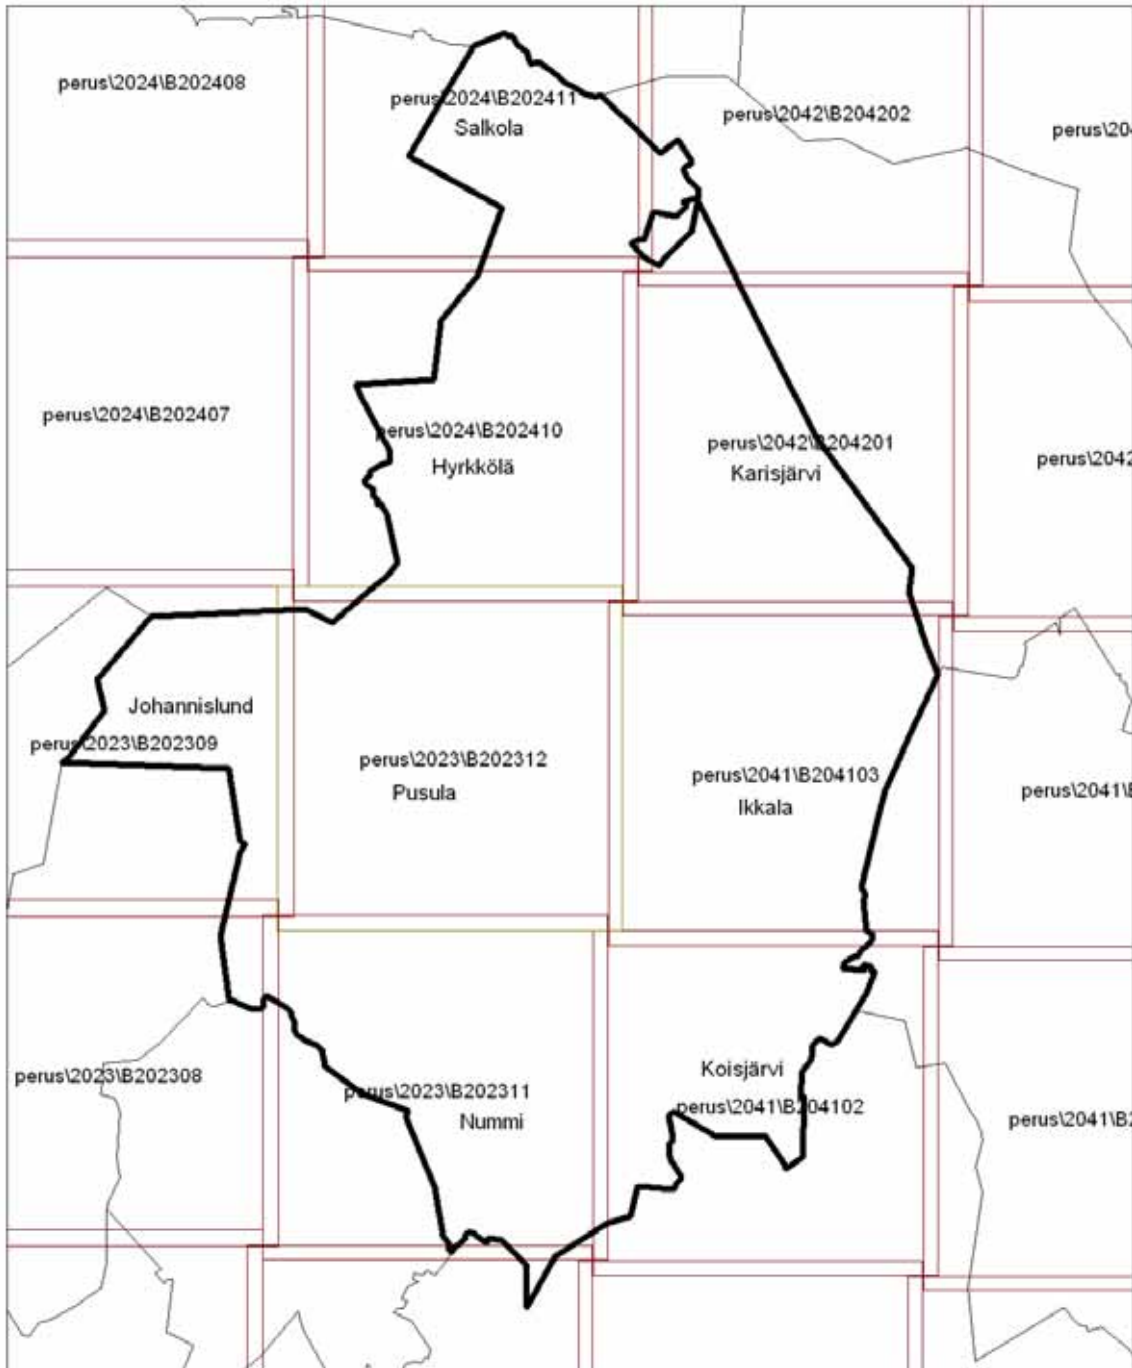 perus\2024\B202408
perus\2024\B202411
Salkola
perus\2042\B204202
perus\20
perus\2024\B202407
perus\2024\B202410
Hyrkkölä
perus\2042\B204201
Karisjärvi
perus\2042
Johannislund
perus\2023\B202309
perus\2023\B202312
Pusula
perus\2041\B204103
Ikkala
perus\2041\B
perus\2023\B202308
perus\2023\B202311
Nummi
Koisjärvi
perus\2041\B204102
perus\2041\B2